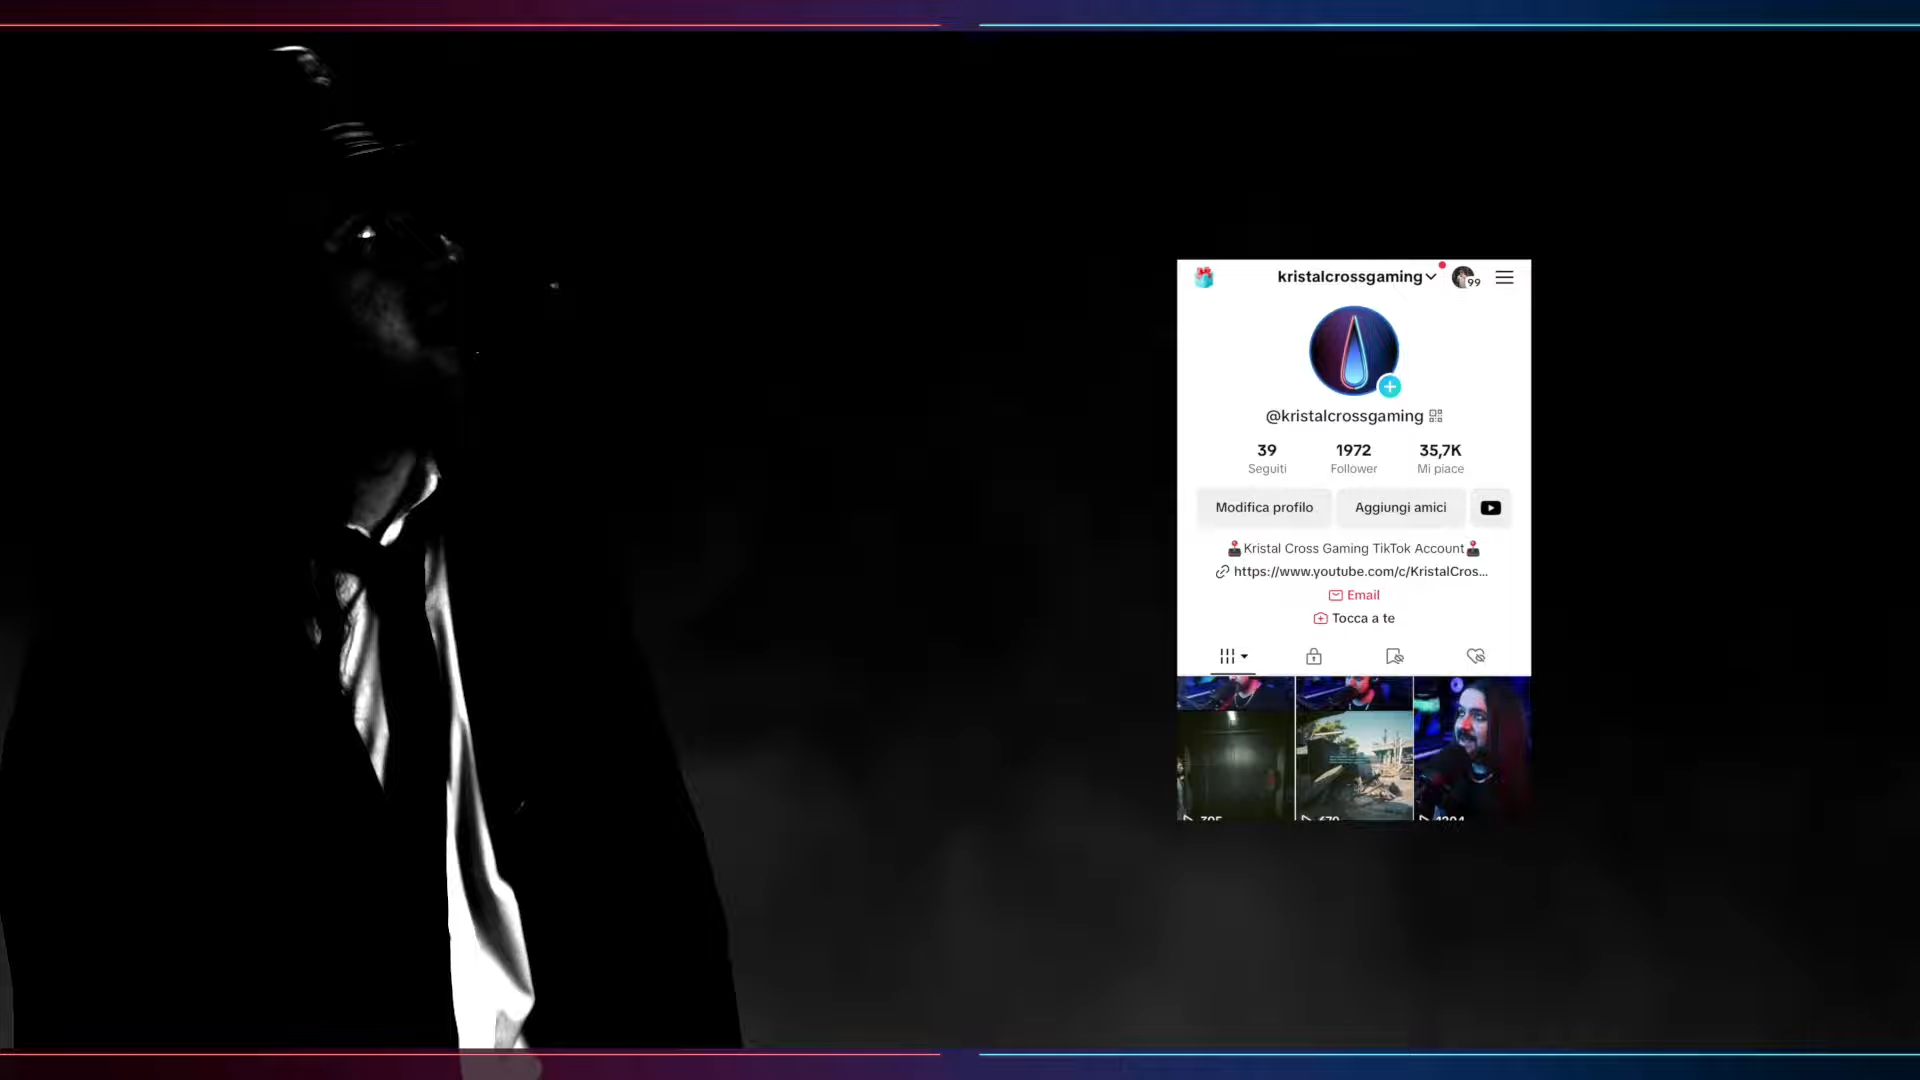 kristalcrossgaming
99
@kristalcrossgaming
39 1972 35,7K
Seguiti Follower Mi piace
Modifica profilo Aggiungi amici
🕹️Kristal Cross Gaming TikTok Account🕹️
https://www.youtube.com/c/KristalCros...
Email
Tocca a te